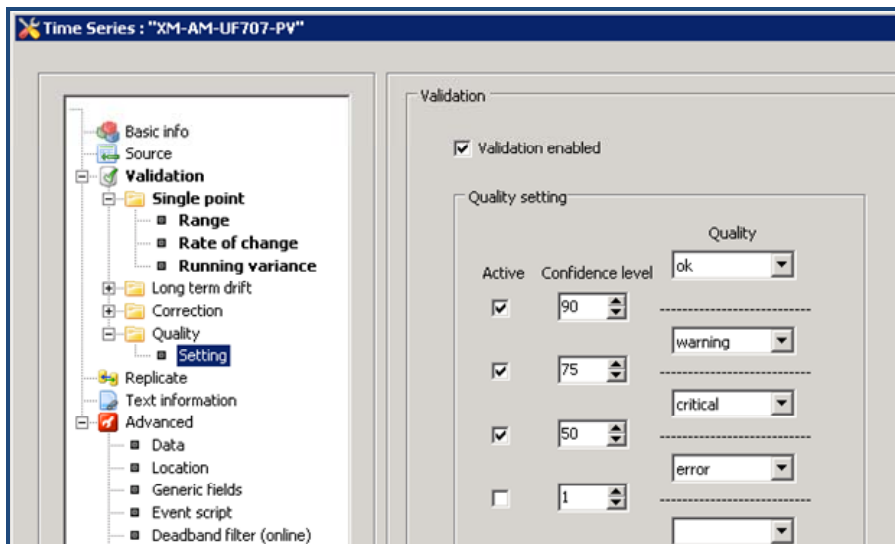 Time Series : "XM-AM-UF707-PV"
Basic info
Source
Validation
Single point
Range
Rate of change
Running variance
Long term drift
Correction
Quality
Setting
Replicate
Text information
Advanced
Data
Location
Generic fields
Event script
Deadband filter (online)
Validation
Validation enabled
Quality setting
Quality
Active Confidence level ok
90
warning
75
critical
50
error
1